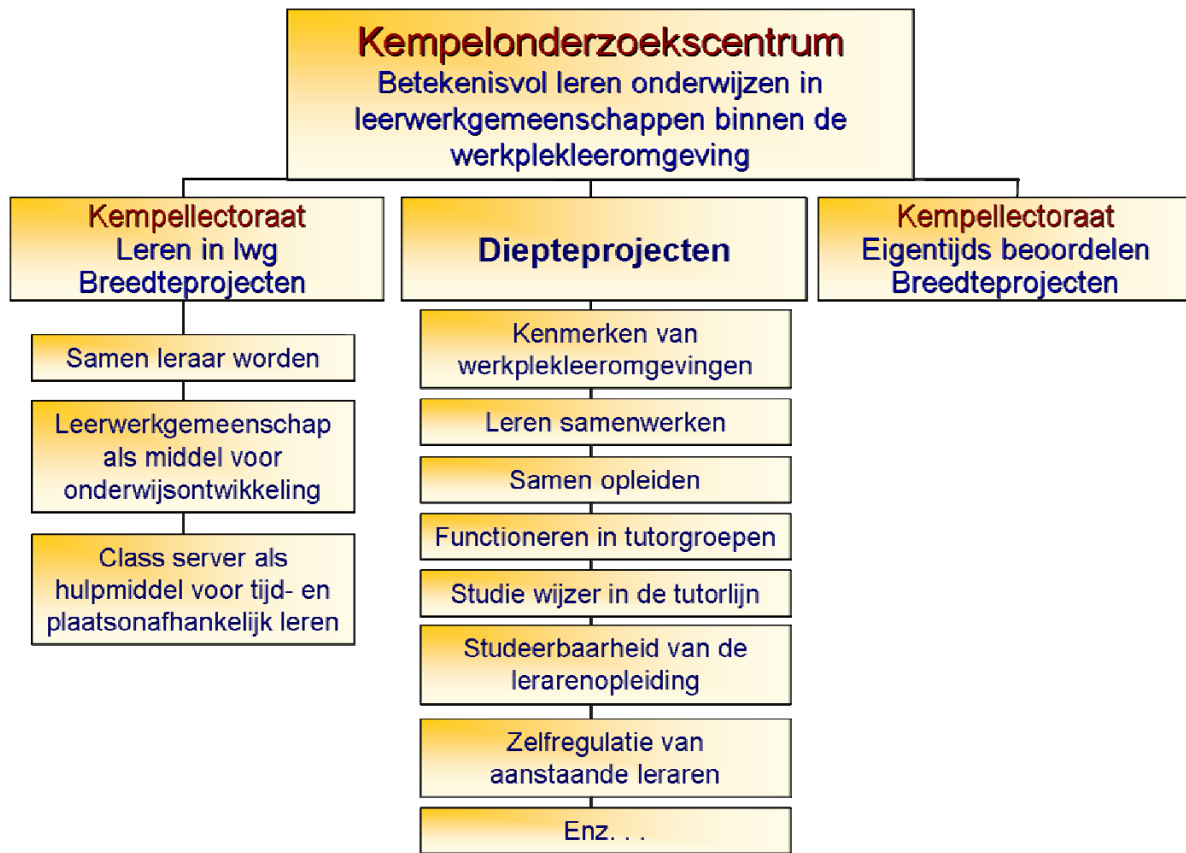 Kempelonderzoekscentrum
Betekenisvol leren onderwijzen in
leerwerkgemeenschappen binnen de
werkplekleeromgeving
Kempellectoraat
Leren in lwg
Breedteprojecten
Samen leraar worden
Leerwerkgemeenschap
als middel voor
onderwijsontwikkeling
Class server als
hulpmiddel voor tijd- en
plaatsonafhankelijk leren
Diepteprojecten
Kenmerken van
werkplekleeromgevingen
Leren samenwerken
Samen opleiden
Functioneren in tutorgroepen
Studie wijzer in de tutorlijn
Studeerbaarheid van de
lerarenopleiding
Zelfregulatie van
aanstaande leraren
Enz. . .
Kempellectoraat
Eigentijds beoordelen
Breedteprojecten